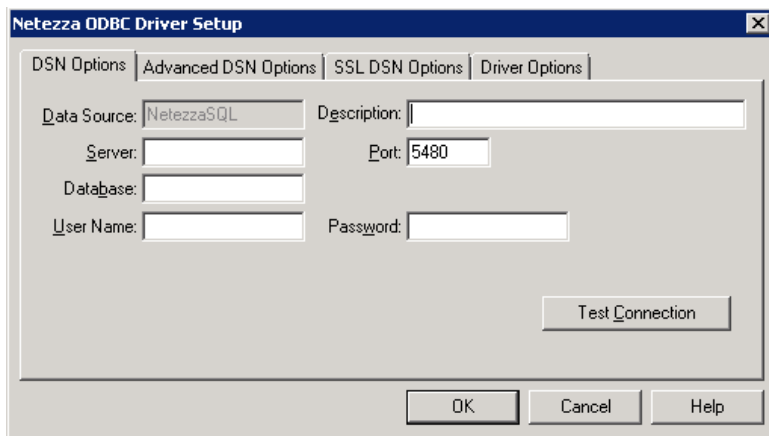 Netezza ODBC Driver Setup
DSN Options Advanced DSN Options SSL DSN Options Driver Options
Data Source: NetezzaSQL Description:
Server: Port: 5480
Database:
User Name: Password:
Test Connection
OK Cancel Help